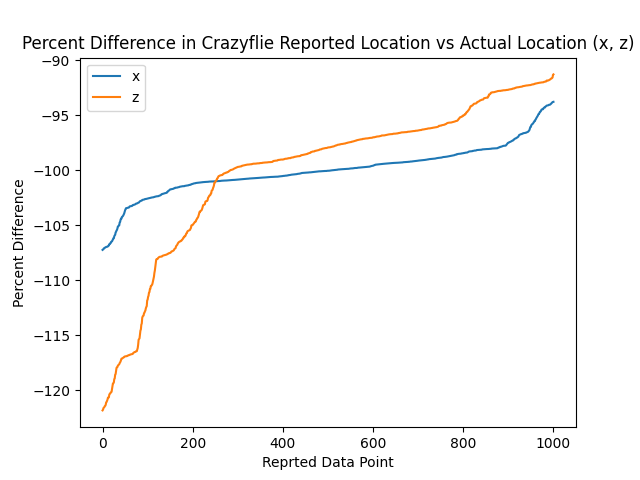 Percent Difference in Crazyflie Reported Location vs Actual Location (x, z)
x
z
Percent Difference
−90
−95
−100
−105
−110
−115
−120
0
200
400
600
800
1000
Reprted Data Point